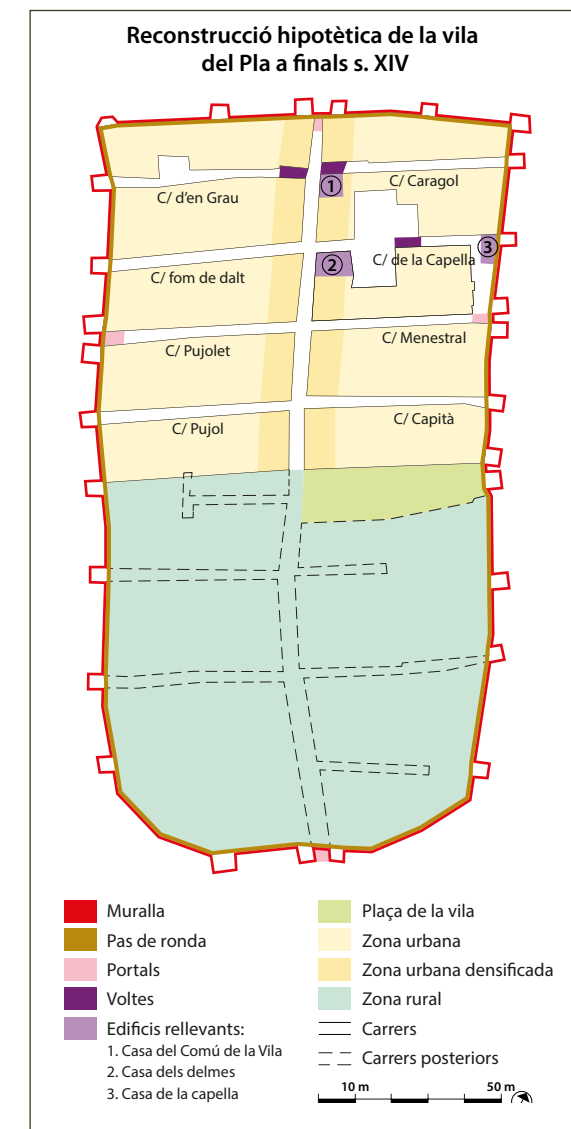 Reconstrucció hipotètica de la vila
del Pla a finals s. XIV
1
C/ Caragol
C/ d'en Grau
3
2
C/ de la Capella
C/ fom de dalt
C/ Menestral
C/ Pujolet
C/ Capità
C/ Pujol
Muralla
Pas de ronda
Portals
Voltes
Edificis rellevants:
1. Casa del Comú de la Vila
2. Casa dels delmes
3. Casa de la capella
Plaça de la vila
Zona urbana
Zona urbana densificada
Zona rural
Carrers
Carrers posteriors
10 m 50 m